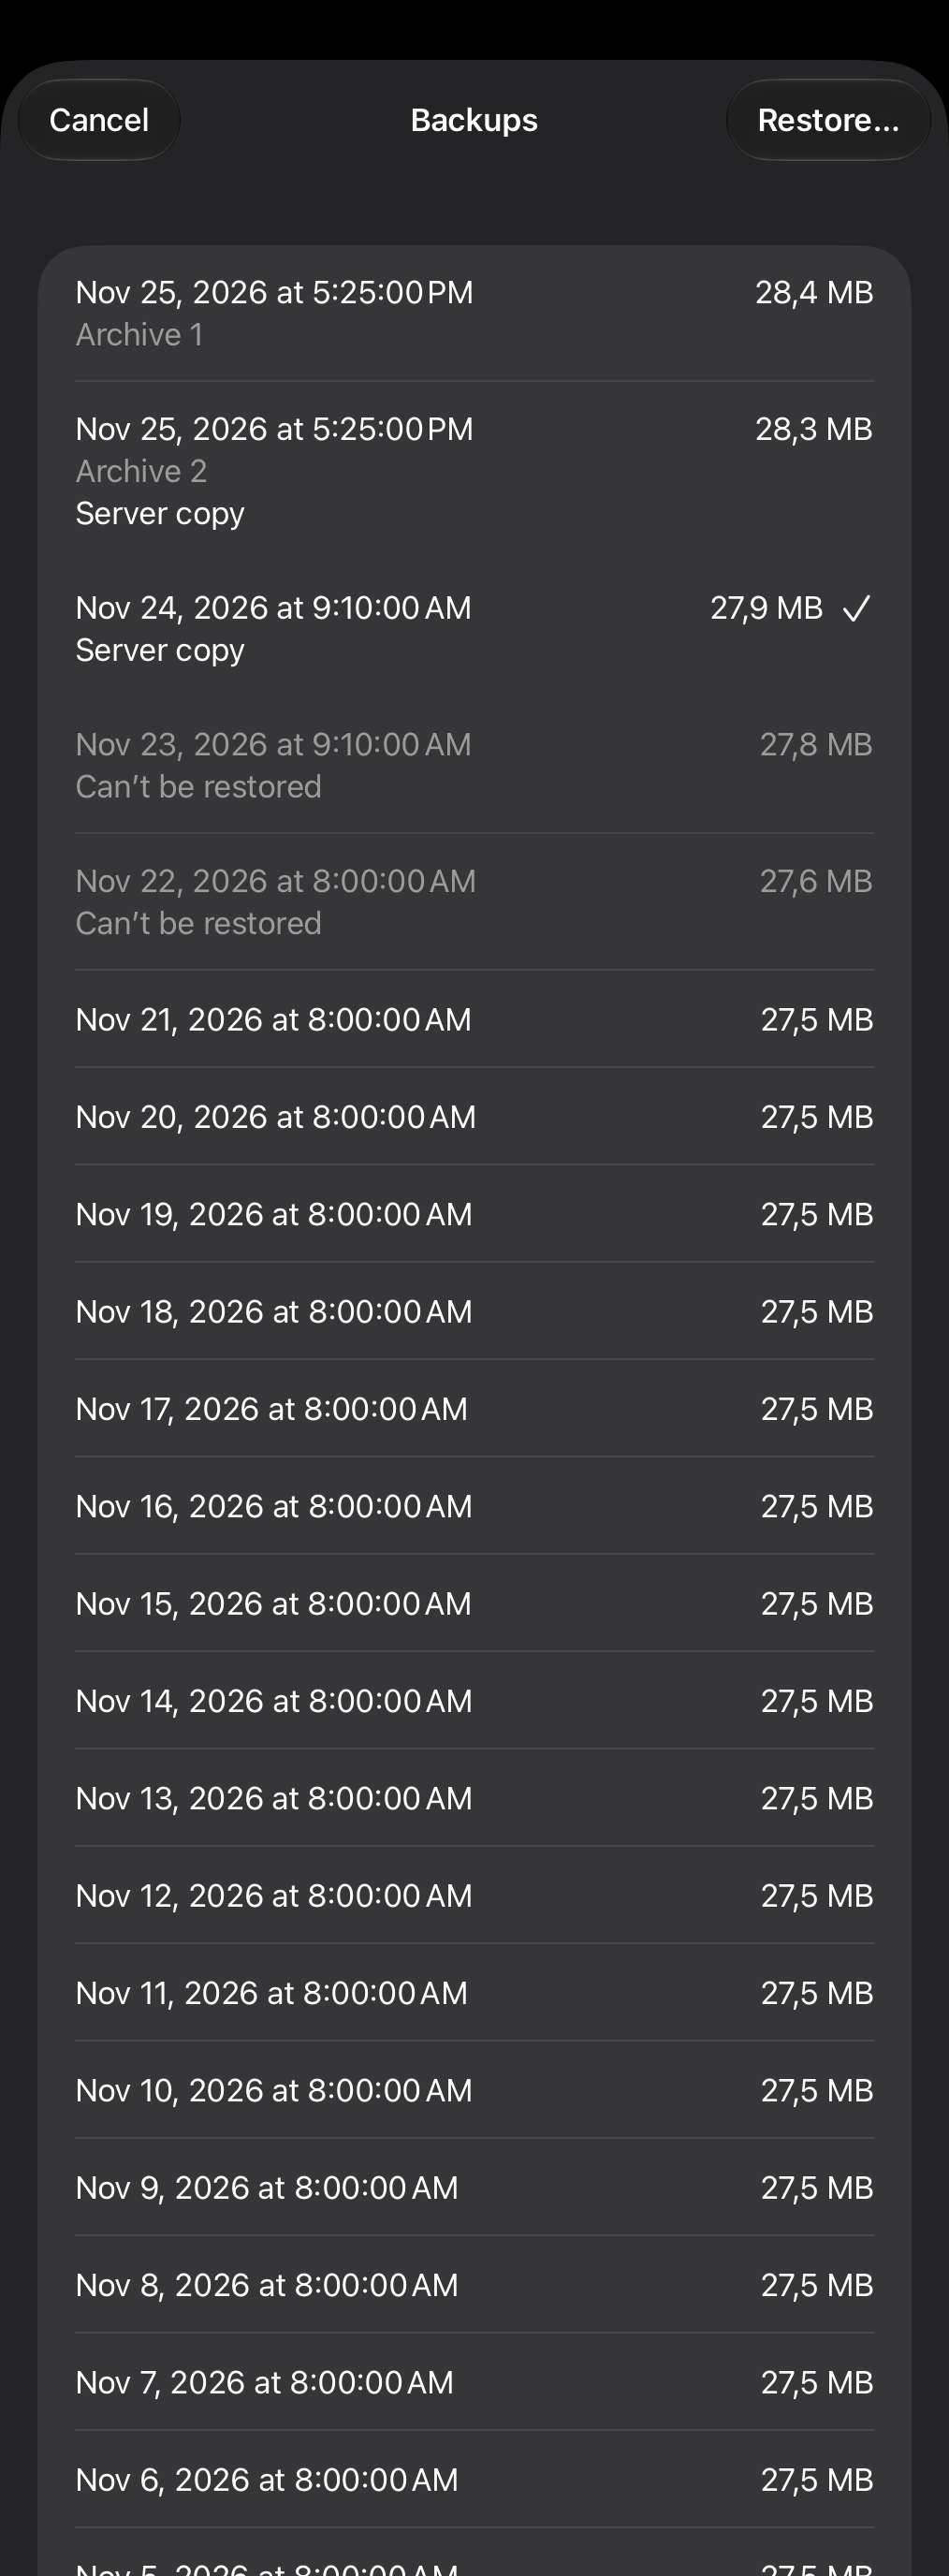 Cancel
Backups
Restore...
Nov 25, 2026 at 5:25:00 PM 28,4 MB
Archive 1
Nov 25, 2026 at 5:25:00 PM 28,3 MB
Archive 2
Server copy
Nov 24, 2026 at 9:10:00 AM 27,9 MB ✓
Server copy
Nov 23, 2026 at 9:10:00 AM 27,8 MB
Can’t be restored
Nov 22, 2026 at 8:00:00 AM 27,6 MB
Can’t be restored
Nov 21, 2026 at 8:00:00 AM 27,5 MB
Nov 20, 2026 at 8:00:00 AM 27,5 MB
Nov 19, 2026 at 8:00:00 AM 27,5 MB
Nov 18, 2026 at 8:00:00 AM 27,5 MB
Nov 17, 2026 at 8:00:00 AM 27,5 MB
Nov 16, 2026 at 8:00:00 AM 27,5 MB
Nov 15, 2026 at 8:00:00 AM 27,5 MB
Nov 14, 2026 at 8:00:00 AM 27,5 MB
Nov 13, 2026 at 8:00:00 AM 27,5 MB
Nov 12, 2026 at 8:00:00 AM 27,5 MB
Nov 11, 2026 at 8:00:00 AM 27,5 MB
Nov 10, 2026 at 8:00:00 AM 27,5 MB
Nov 9, 2026 at 8:00:00 AM 27,5 MB
Nov 8, 2026 at 8:00:00 AM 27,5 MB
Nov 7, 2026 at 8:00:00 AM 27,5 MB
Nov 6, 2026 at 8:00:00 AM 27,5 MB
Nov 5, 2026 at 8:00:00 AM 27,5 MB